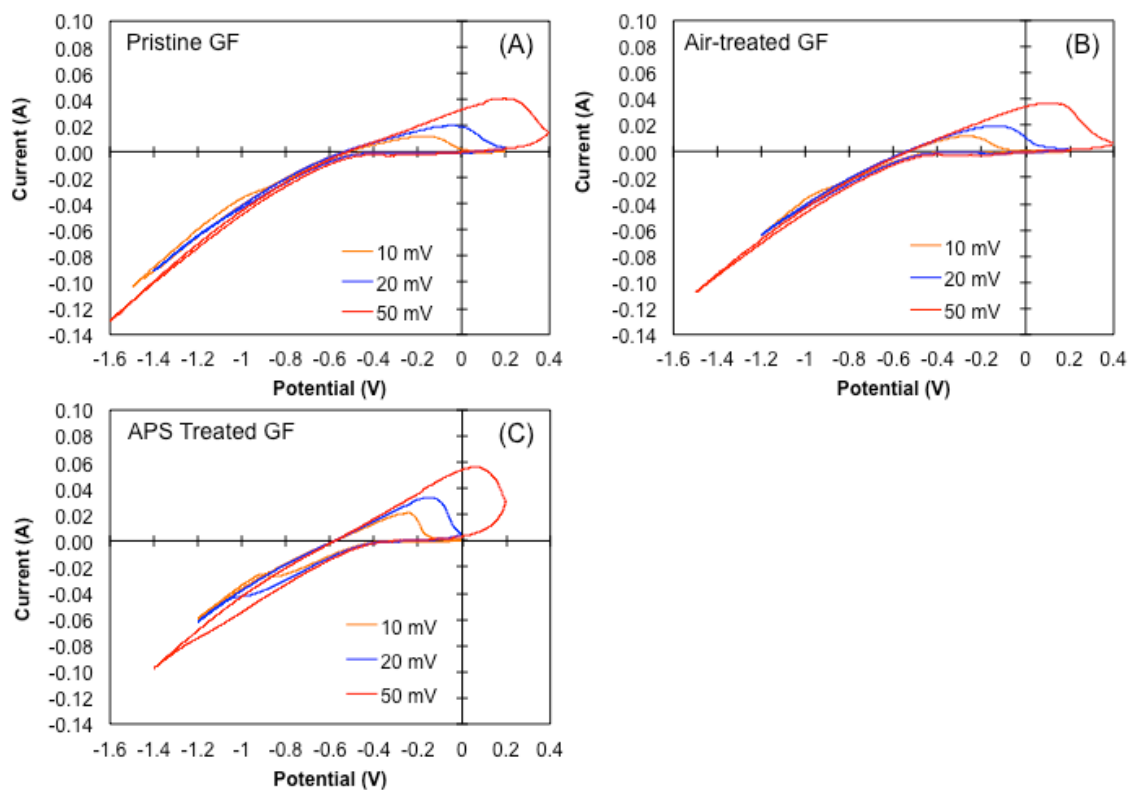 Pristine GF (A)
Current (A)
0.10
0.08
0.06
0.04
0.02
0.00
-0.02
-0.04
-0.06
-0.08
-0.10
-0.12
-0.14
10 mV
20 mV
50 mV
-1.6 -1.4 -1.2 -1 -0.8 -0.6 -0.4 -0.2 0 0.2 0.4
Potential (V)
Air-treated GF (B)
Current (A)
0.10
0.08
0.06
0.04
0.02
0.00
-0.02
-0.04
-0.06
-0.08
-0.10
-0.12
-0.14
10 mV
20 mV
50 mV
-1.6 -1.4 -1.2 -1 -0.8 -0.6 -0.4 -0.2 0 0.2 0.4
Potential (V)
APS Treated GF (C)
Current (A)
0.10
0.08
0.06
0.04
0.02
0.00
-0.02
-0.04
-0.06
-0.08
-0.10
-0.12
-0.14
10 mV
20 mV
50 mV
-1.6 -1.4 -1.2 -1 -0.8 -0.6 -0.4 -0.2 0 0.2 0.4
Potential (V)